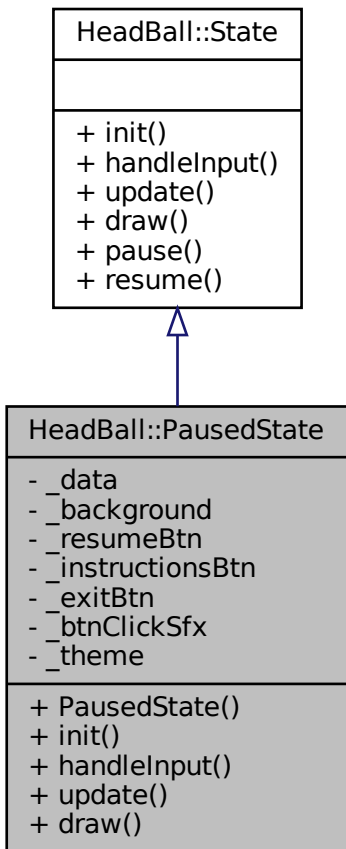 HeadBall::State
+ init()
+ handleInput()
+ update()
+ draw()
+ pause()
+ resume()
HeadBall::PausedState
- _data
- _background
- _resumeBtn
- _instructionsBtn
- _exitBtn
- _btnClickSfx
- _theme
+ PausedState()
+ init()
+ handleInput()
+ update()
+ draw()